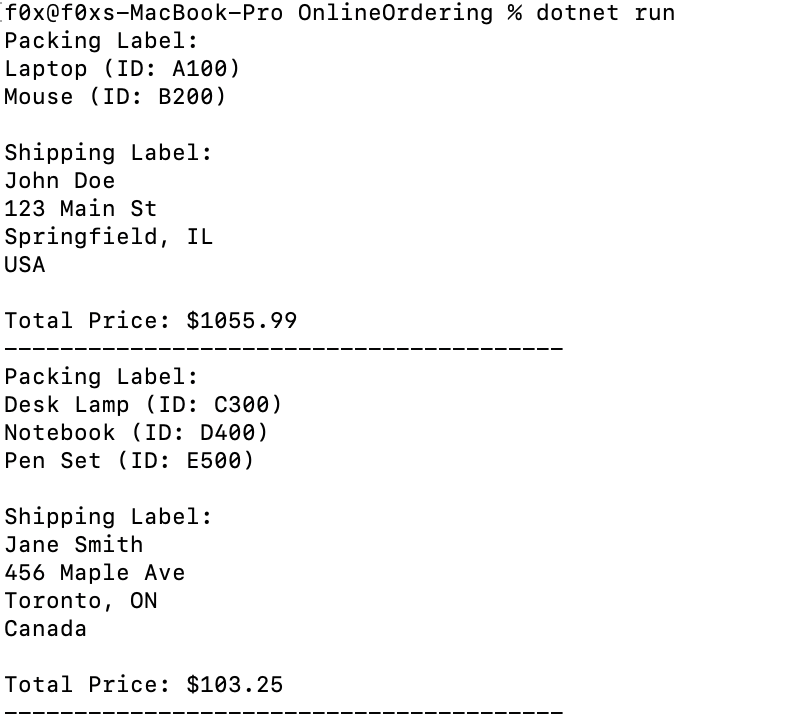 f0x@f0xs-MacBook-Pro OnlineOrdering % dotnet run
Packing Label:
Laptop (ID: A100)
Mouse (ID: B200)

Shipping Label:
John Doe
123 Main St
Springfield, IL
USA

Total Price: $1055.99
----------------------------------------
Packing Label:
Desk Lamp (ID: C300)
Notebook (ID: D400)
Pen Set (ID: E500)

Shipping Label:
Jane Smith
456 Maple Ave
Toronto, ON
Canada

Total Price: $103.25
----------------------------------------